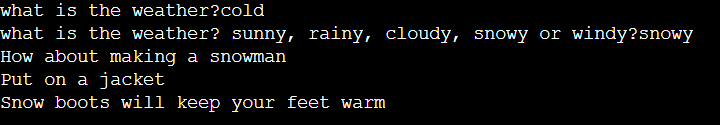 what is the weather?cold
what is the weather? sunny, rainy, cloudy, snowy or windy?snowy
How about making a snowman
Put on a jacket
Snow boots will keep your feet warm